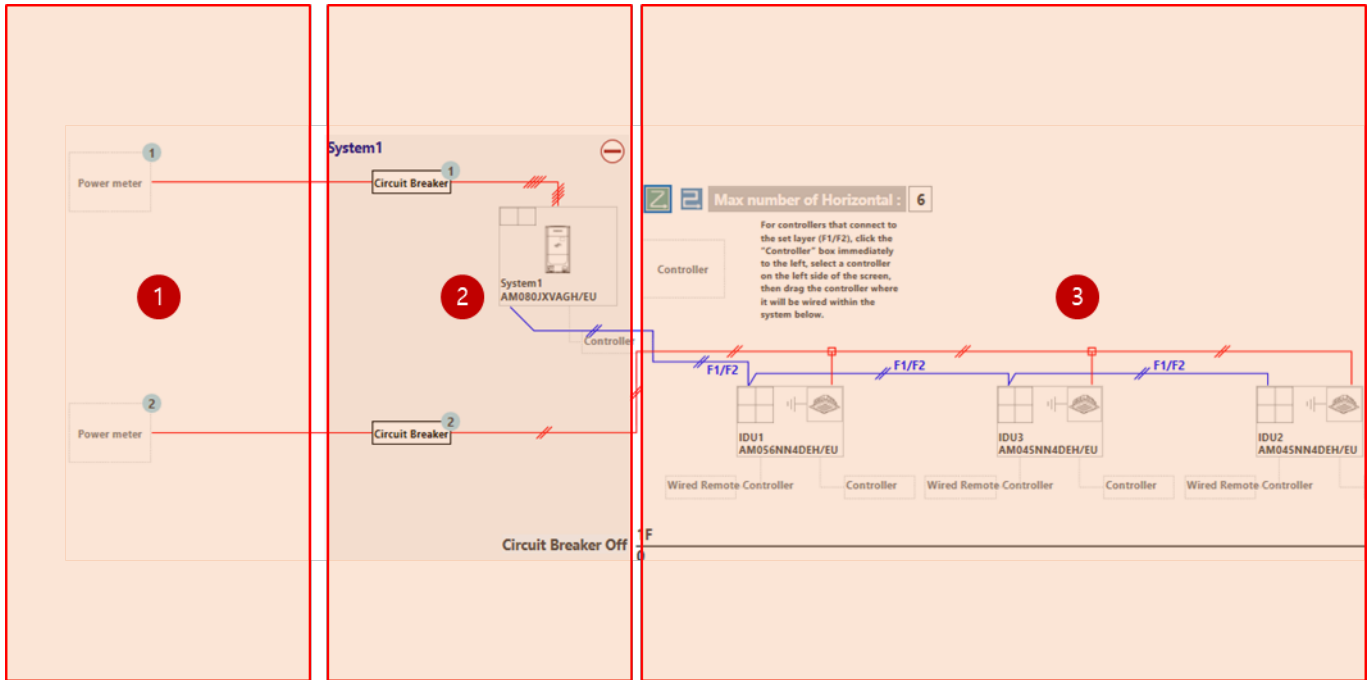 System1
1
Power meter
1
Circuit Breaker
Max number of Horizontal : 6
For controllers that connect to
the set layer (F1/F2), click the
"Controller" box immediately
to the left, select a controller
on the left side of the screen,
then drag the controller where
it will be wired within the
system below.
Controller
System1
AM080JXVAGH/EU
1
2
3
Controller
F1/F2
F1/F2
F1/F2
2
Power meter
2
Circuit Breaker
IDU1
AM056NN4DEH/EU
IDU3
AM045NN4DEH/EU
IDU2
AM045NN4DEH/EU
Wired Remote Controller
Controller
Wired Remote Controller
Controller
Wired Remote Controller
Circuit Breaker Off
1F
0